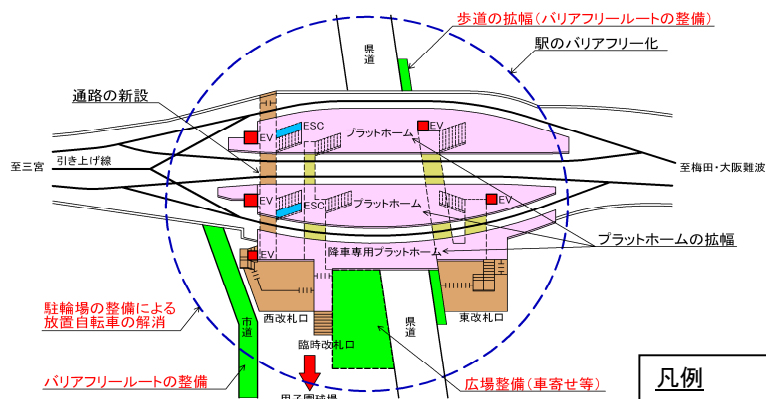 歩道の拡幅（バリアフリールートの整備）
県道
駅のバリアフリー化
通路の新設
ESC
EV
EV
プラットホーム
至三宮
引き上げ線
至梅田・大阪難波
EV
ESC
プラットホーム
EV
プラットホームの拡幅
EV
降車専用プラットホーム
駐輪場の整備による
放置自転車の解消
市道
西改札口
県道
東改札口
臨時改札口
バリアフリールートの整備
広場整備（車寄せ等）
凡例
甲子園球場